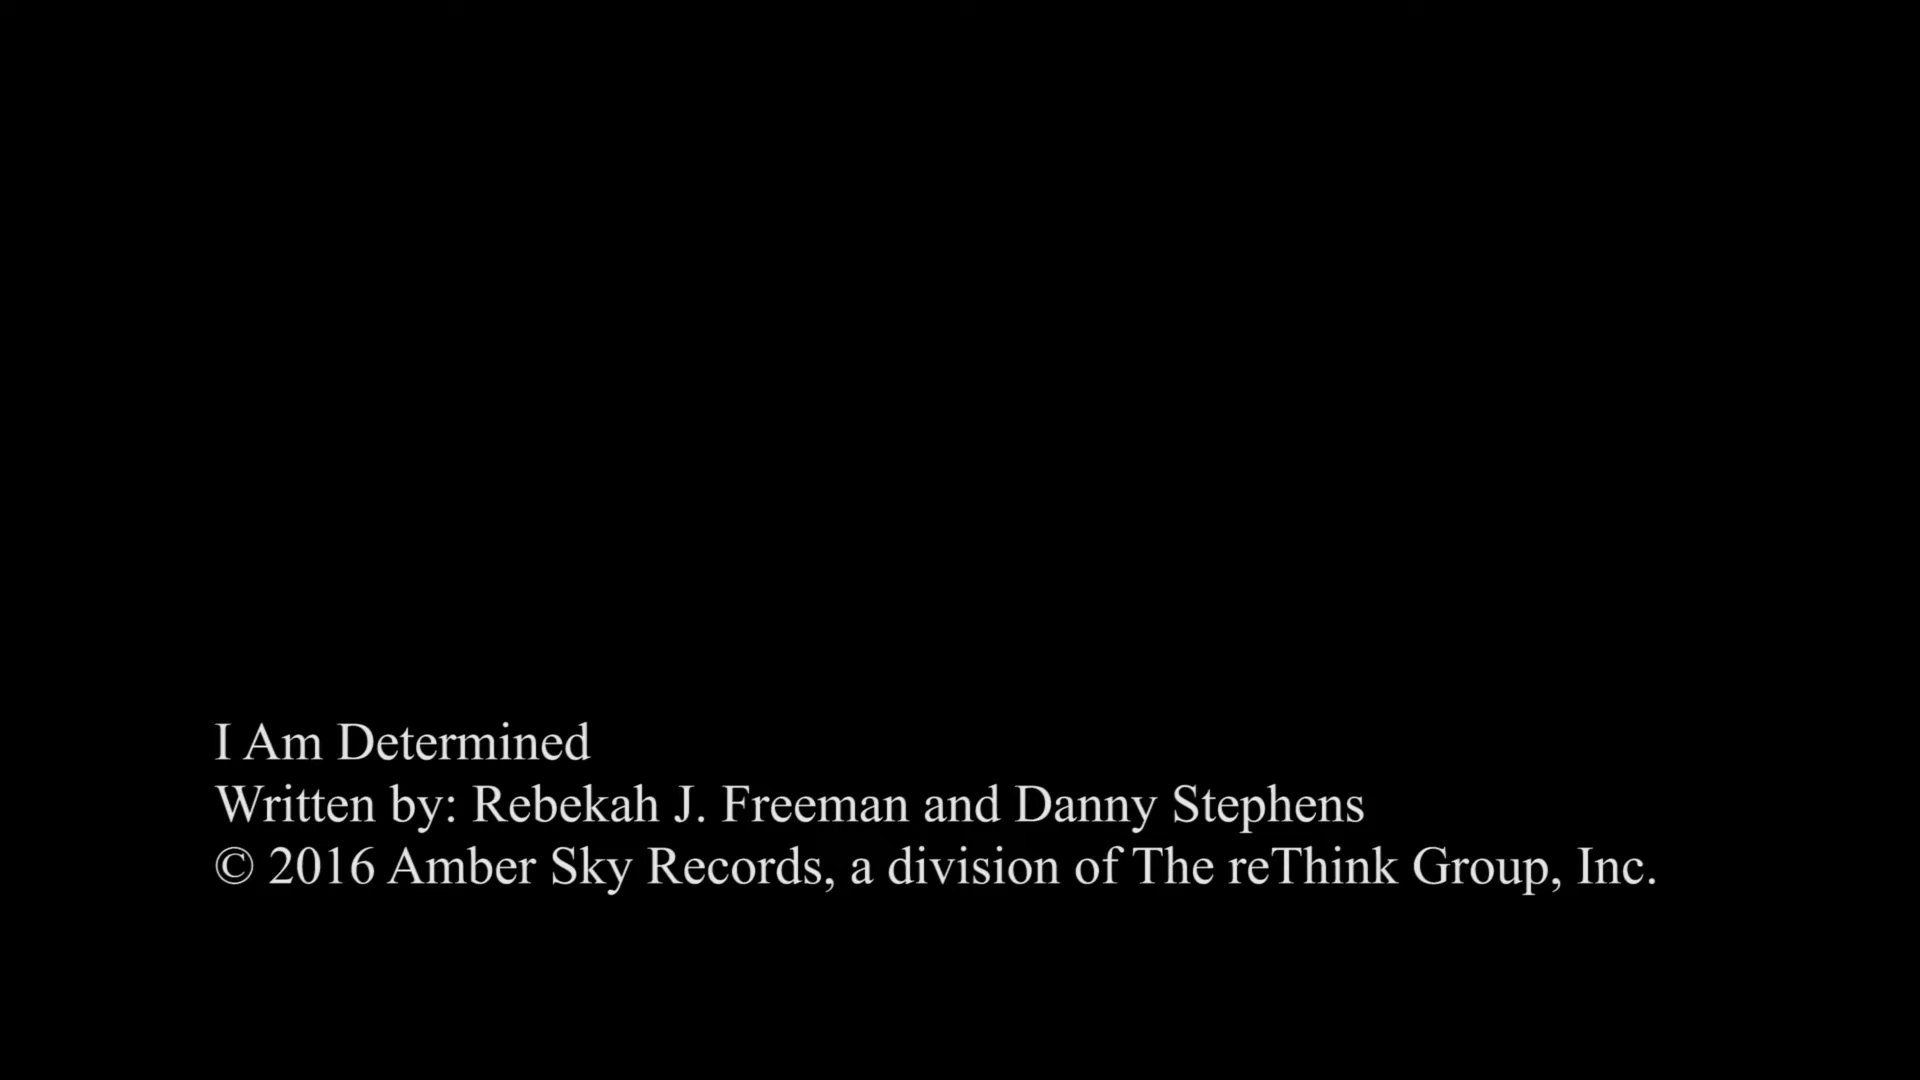 I Am Determined
Written by: Rebekah J. Freeman and Danny Stephens
© 2016 Amber Sky Records, a division of The reThink Group, Inc.